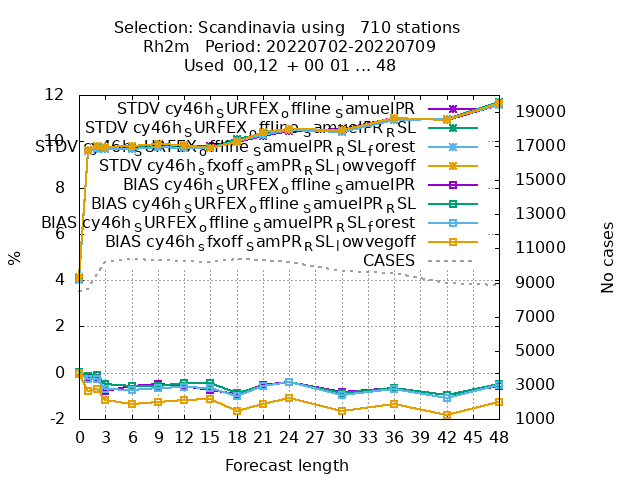 Selection: Scandinavia using 710 stations
Rh2m Period: 20220702-20220709
Used 00,12 + 00 01 ... 48
12
10
8
6
4
2
0
-2
%
STDV cy46h_SURFEX_offline_SamuelPR
STDV cy46h_SURFEX_offline_SamuelPR_RSL
STDV cy46h_SURFEX_offline_SamuelPR_RSL_forest
STDV cy46h_sfxoff_SamPR_RSL_lowvegoff
BIAS cy46h_SURFEX_offline_SamuelPR
BIAS cy46h_SURFEX_offline_SamuelPR_RSL
BIAS cy46h_SURFEX_offline_SamuelPR_RSL_forest
BIAS cy46h_sfxoff_SamPR_RSL_lowvegoff
CASES
19000
17000
15000
13000
11000
9000
7000
5000
3000
1000
No cases
0 3 6 9 12 15 18 21 24 27 30 33 36 39 42 45 48
Forecast length